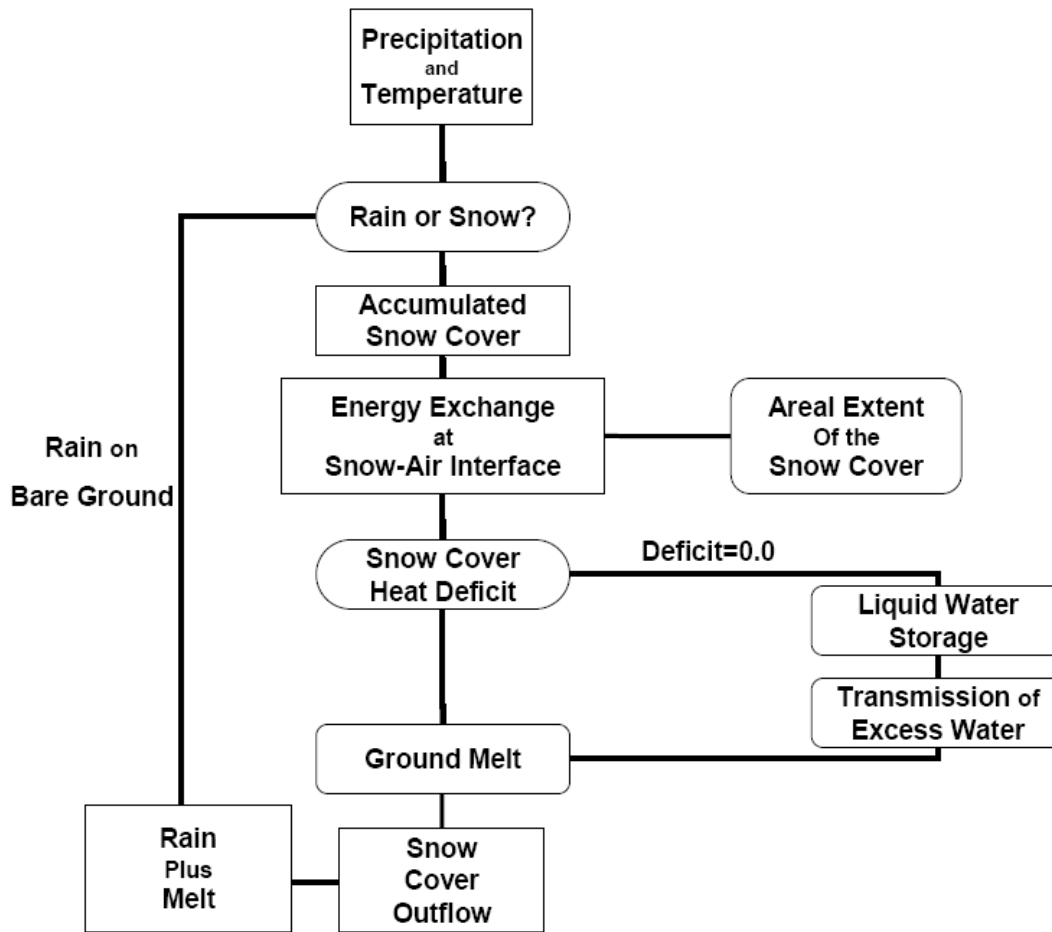 Precipitation
and
Temperature
Rain or Snow?
Accumulated
Snow Cover
Energy Exchange
at
Snow-Air Interface
Areal Extent
Of the
Snow Cover
Rain on
Bare Ground
Snow Cover
Heat Deficit
Deficit=0.0
Liquid Water
Storage
Transmission of
Excess Water
Ground Melt
Rain
Plus
Melt
Snow
Cover
Outflow